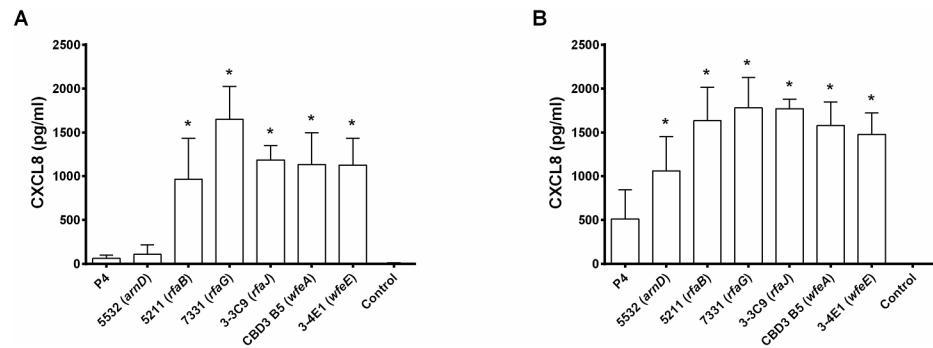 A
CXCL8 (pg/ml)
2500
2000
1500
1000
500
0
*
*
*
*
*
P4
5532 (arnD)
5211 (rfaB)
7331 (rfaG)
3-3C9 (rfaJ)
CBD3 B5 (wfeA)
3-4E1 (wfeE)
Control
B
CXCL8 (pg/ml)
2500
2000
1500
1000
500
0
*
*
*
*
*
*
P4
5532 (arnD)
5211 (rfaB)
7331 (rfaG)
3-3C9 (rfaJ)
CBD3 B5 (wfeA)
3-4E1 (wfeE)
Control